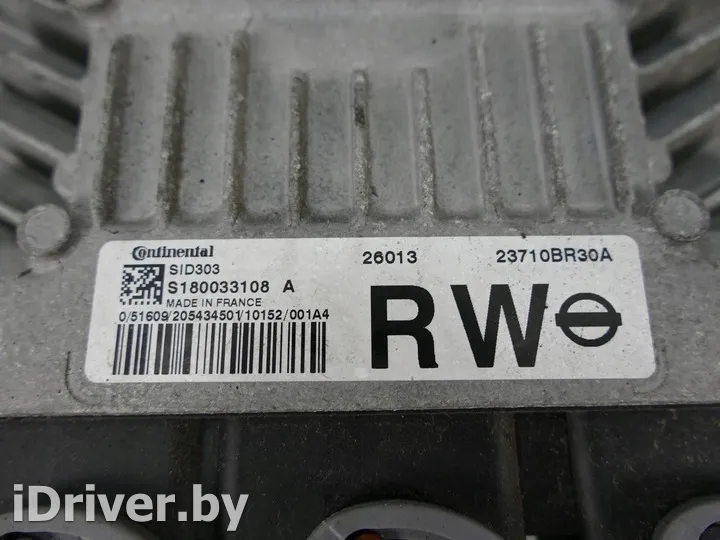 Continental
SID303
S180033108 A
MADE IN FRANCE
0/51609/205434501/10152/001A4
26013
23710BR30A
RW
iDriver.by